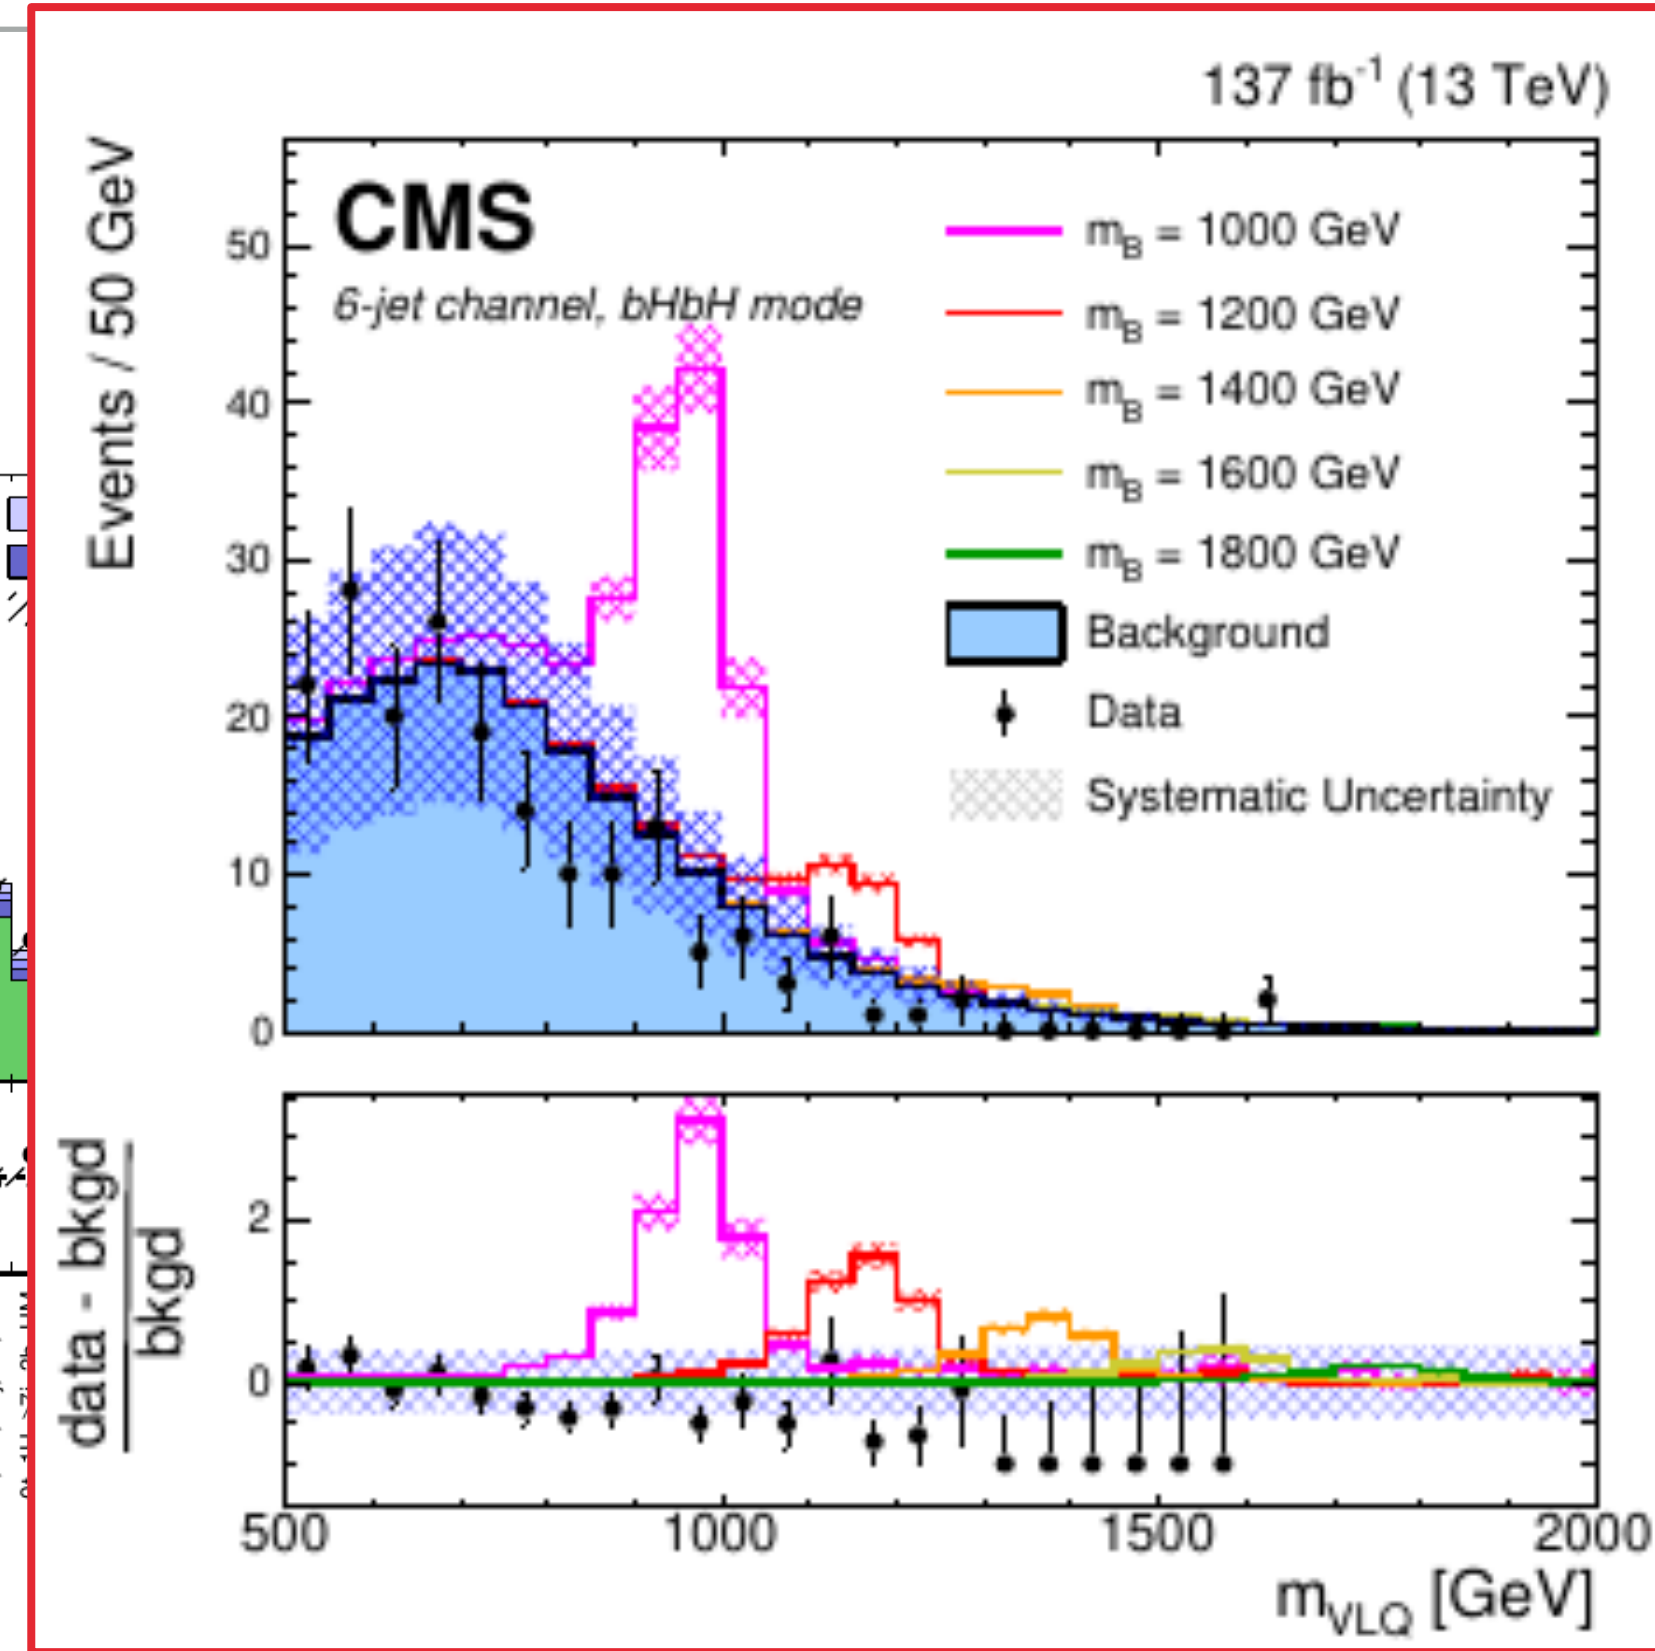 137 fb⁻¹ (13 TeV)
Events / 50 GeV
CMS
6-jet channel, bHbH mode
m_B = 1000 GeV
m_B = 1200 GeV
m_B = 1400 GeV
m_B = 1600 GeV
m_B = 1800 GeV
Background
Data
Systematic Uncertainty
50
40
30
20
10
0
data - bkgd
bkgd
2
0
500 1000 1500 2000
m_VLQ [GeV]